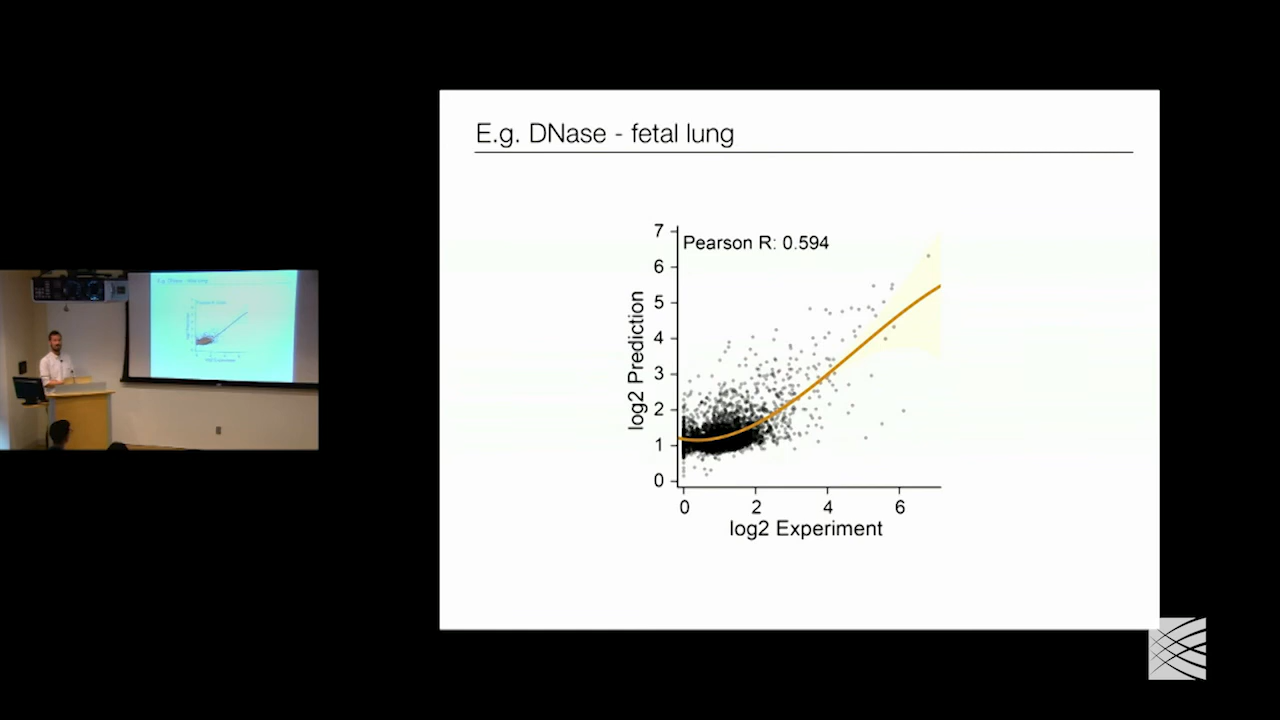 E.g. DNase - fetal lung
Pearson R: 0.594
7
6
5
4
3
2
1
0
log2 Prediction
0 2 4 6
log2 Experiment